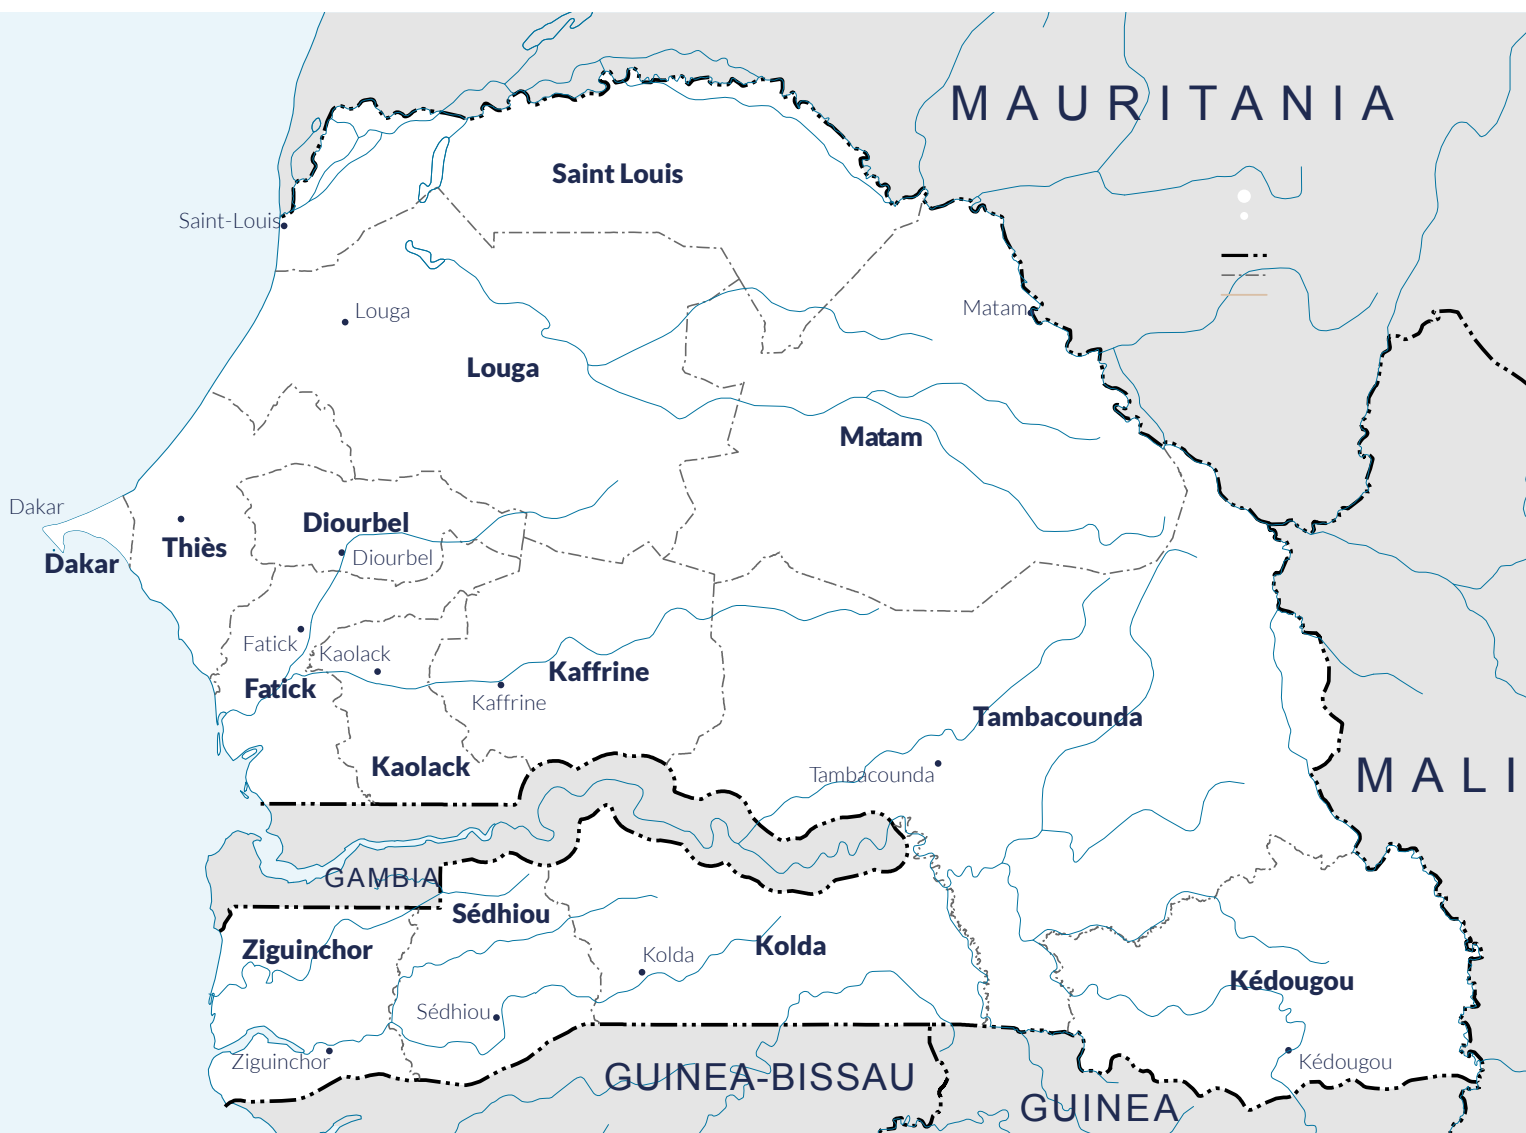 MAURITANIA
Saint Louis
Saint-Louis
Louga
Matam
Louga
Matam
Dakar
Diourbel
Thiès
Diourbel
Dakar
Fatick
Kaolack
Kaffrine
Fatick
Kaffrine
Tambacounda
Kaolack
Tambacounda
MALI
GAMBIA
Sédhiou
Ziguinchor
Kolda
Kolda
Kédougou
Sédhiou
Ziguinchor
Kédougou
GUINEA-BISSAU
GUINEA